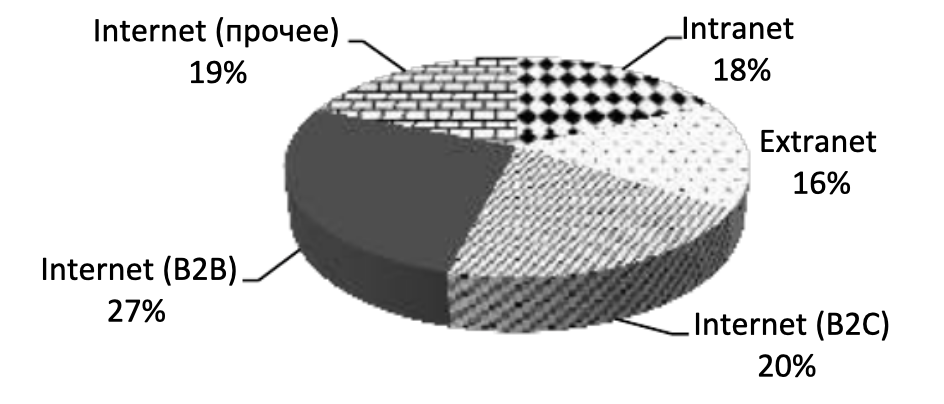 Internet (прочее)
19%
Intranet
18%
Extranet
16%
Internet (B2B)
27%
Internet (B2C)
20%